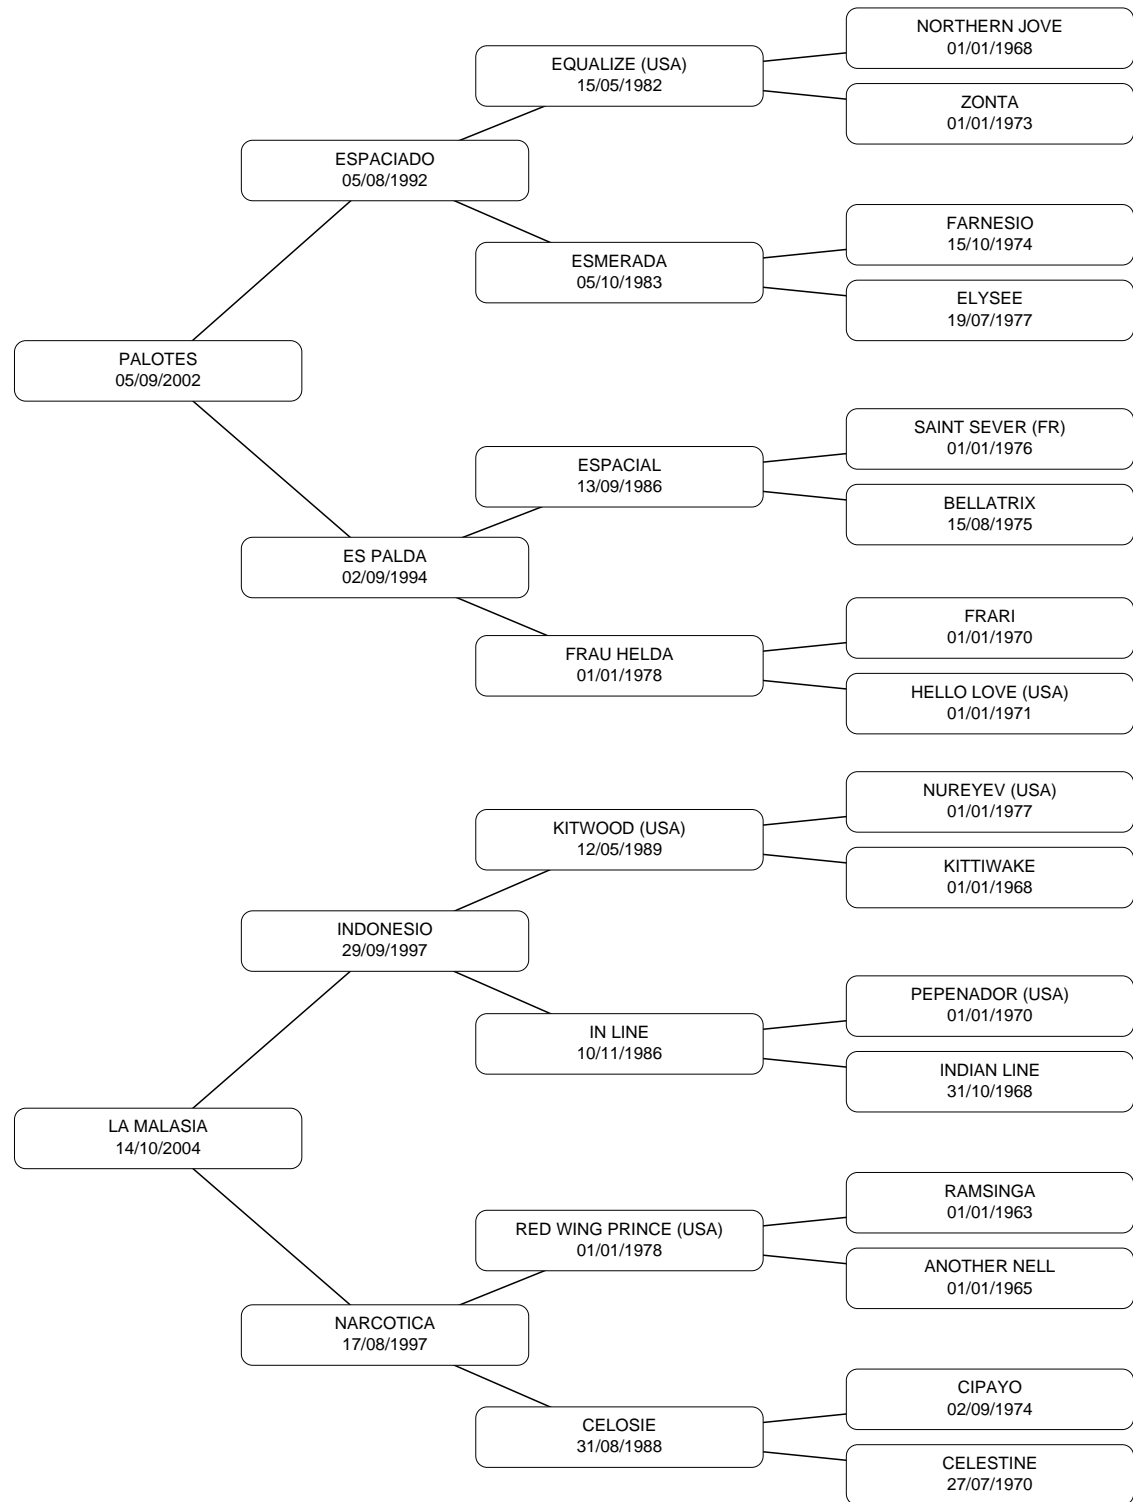 NORTHERN JOVE
01/01/1968
EQUALIZE (USA)
15/05/1982
ZONTA
01/01/1973
ESPACIADO
05/08/1992
FARNESIO
15/10/1974
ESMERADA
05/10/1983
ELYSEE
19/07/1977
PALOTES
05/09/2002
SAINT SEVER (FR)
01/01/1976
ESPACIAL
13/09/1986
BELLATRIX
15/08/1975
ES PALDA
02/09/1994
FRARI
01/01/1970
FRAU HELDA
01/01/1978
HELLO LOVE (USA)
01/01/1971
NUREYEV (USA)
01/01/1977
KITWOOD (USA)
12/05/1989
KITTIWAKE
01/01/1968
INDONESIO
29/09/1997
PEPENADOR (USA)
01/01/1970
IN LINE
10/11/1986
INDIAN LINE
31/10/1968
LA MALASIA
14/10/2004
RAMSINGA
01/01/1963
RED WING PRINCE (USA)
01/01/1978
ANOTHER NELL
01/01/1965
NARCOTICA
17/08/1997
CIPAYO
02/09/1974
CELOSIE
31/08/1988
CELESTINE
27/07/1970